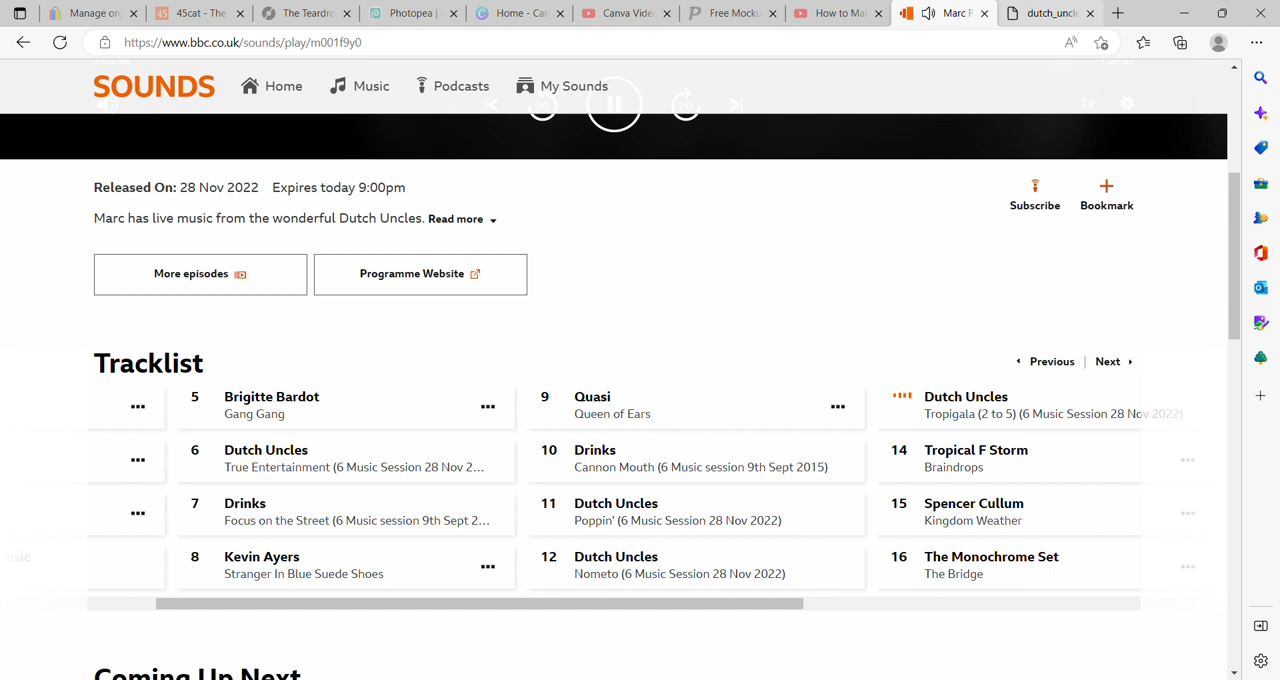 Manage orc
45cat - The
The Teardro
Photopea |
Home - Can
Canva Vide
Free Mocku
How to Ma
Marc R
dutch_uncle
https://www.bbc.co.uk/sounds/play/m001f9y0
SOUNDS
Home
Music
Podcasts
My Sounds
20
20
1x
Released On: 28 Nov 2022 Expires today 9:00pm
Marc has live music from the wonderful Dutch Uncles. Read more
Subscribe
Bookmark
More episodes
Programme Website
Tracklist
Previous
Next
5 Brigitte Bardot
Gang Gang
6 Dutch Uncles
True Entertainment (6 Music Session 28 Nov 2...
7 Drinks
Focus on the Street (6 Music session 9th Sept 2...
8 Kevin Ayers
Stranger In Blue Suede Shoes
9 Quasi
Queen of Ears
10 Drinks
Cannon Mouth (6 Music session 9th Sept 2015)
11 Dutch Uncles
Poppin' (6 Music Session 28 Nov 2022)
12 Dutch Uncles
Nometo (6 Music Session 28 Nov 2022)
Dutch Uncles
Tropigala (2 to 5) (6 Music Session 28 Nov 2022)
14 Tropical F Storm
Braindrops
15 Spencer Cullum
Kingdom Weather
16 The Monochrome Set
The Bridge
Coming Up Next